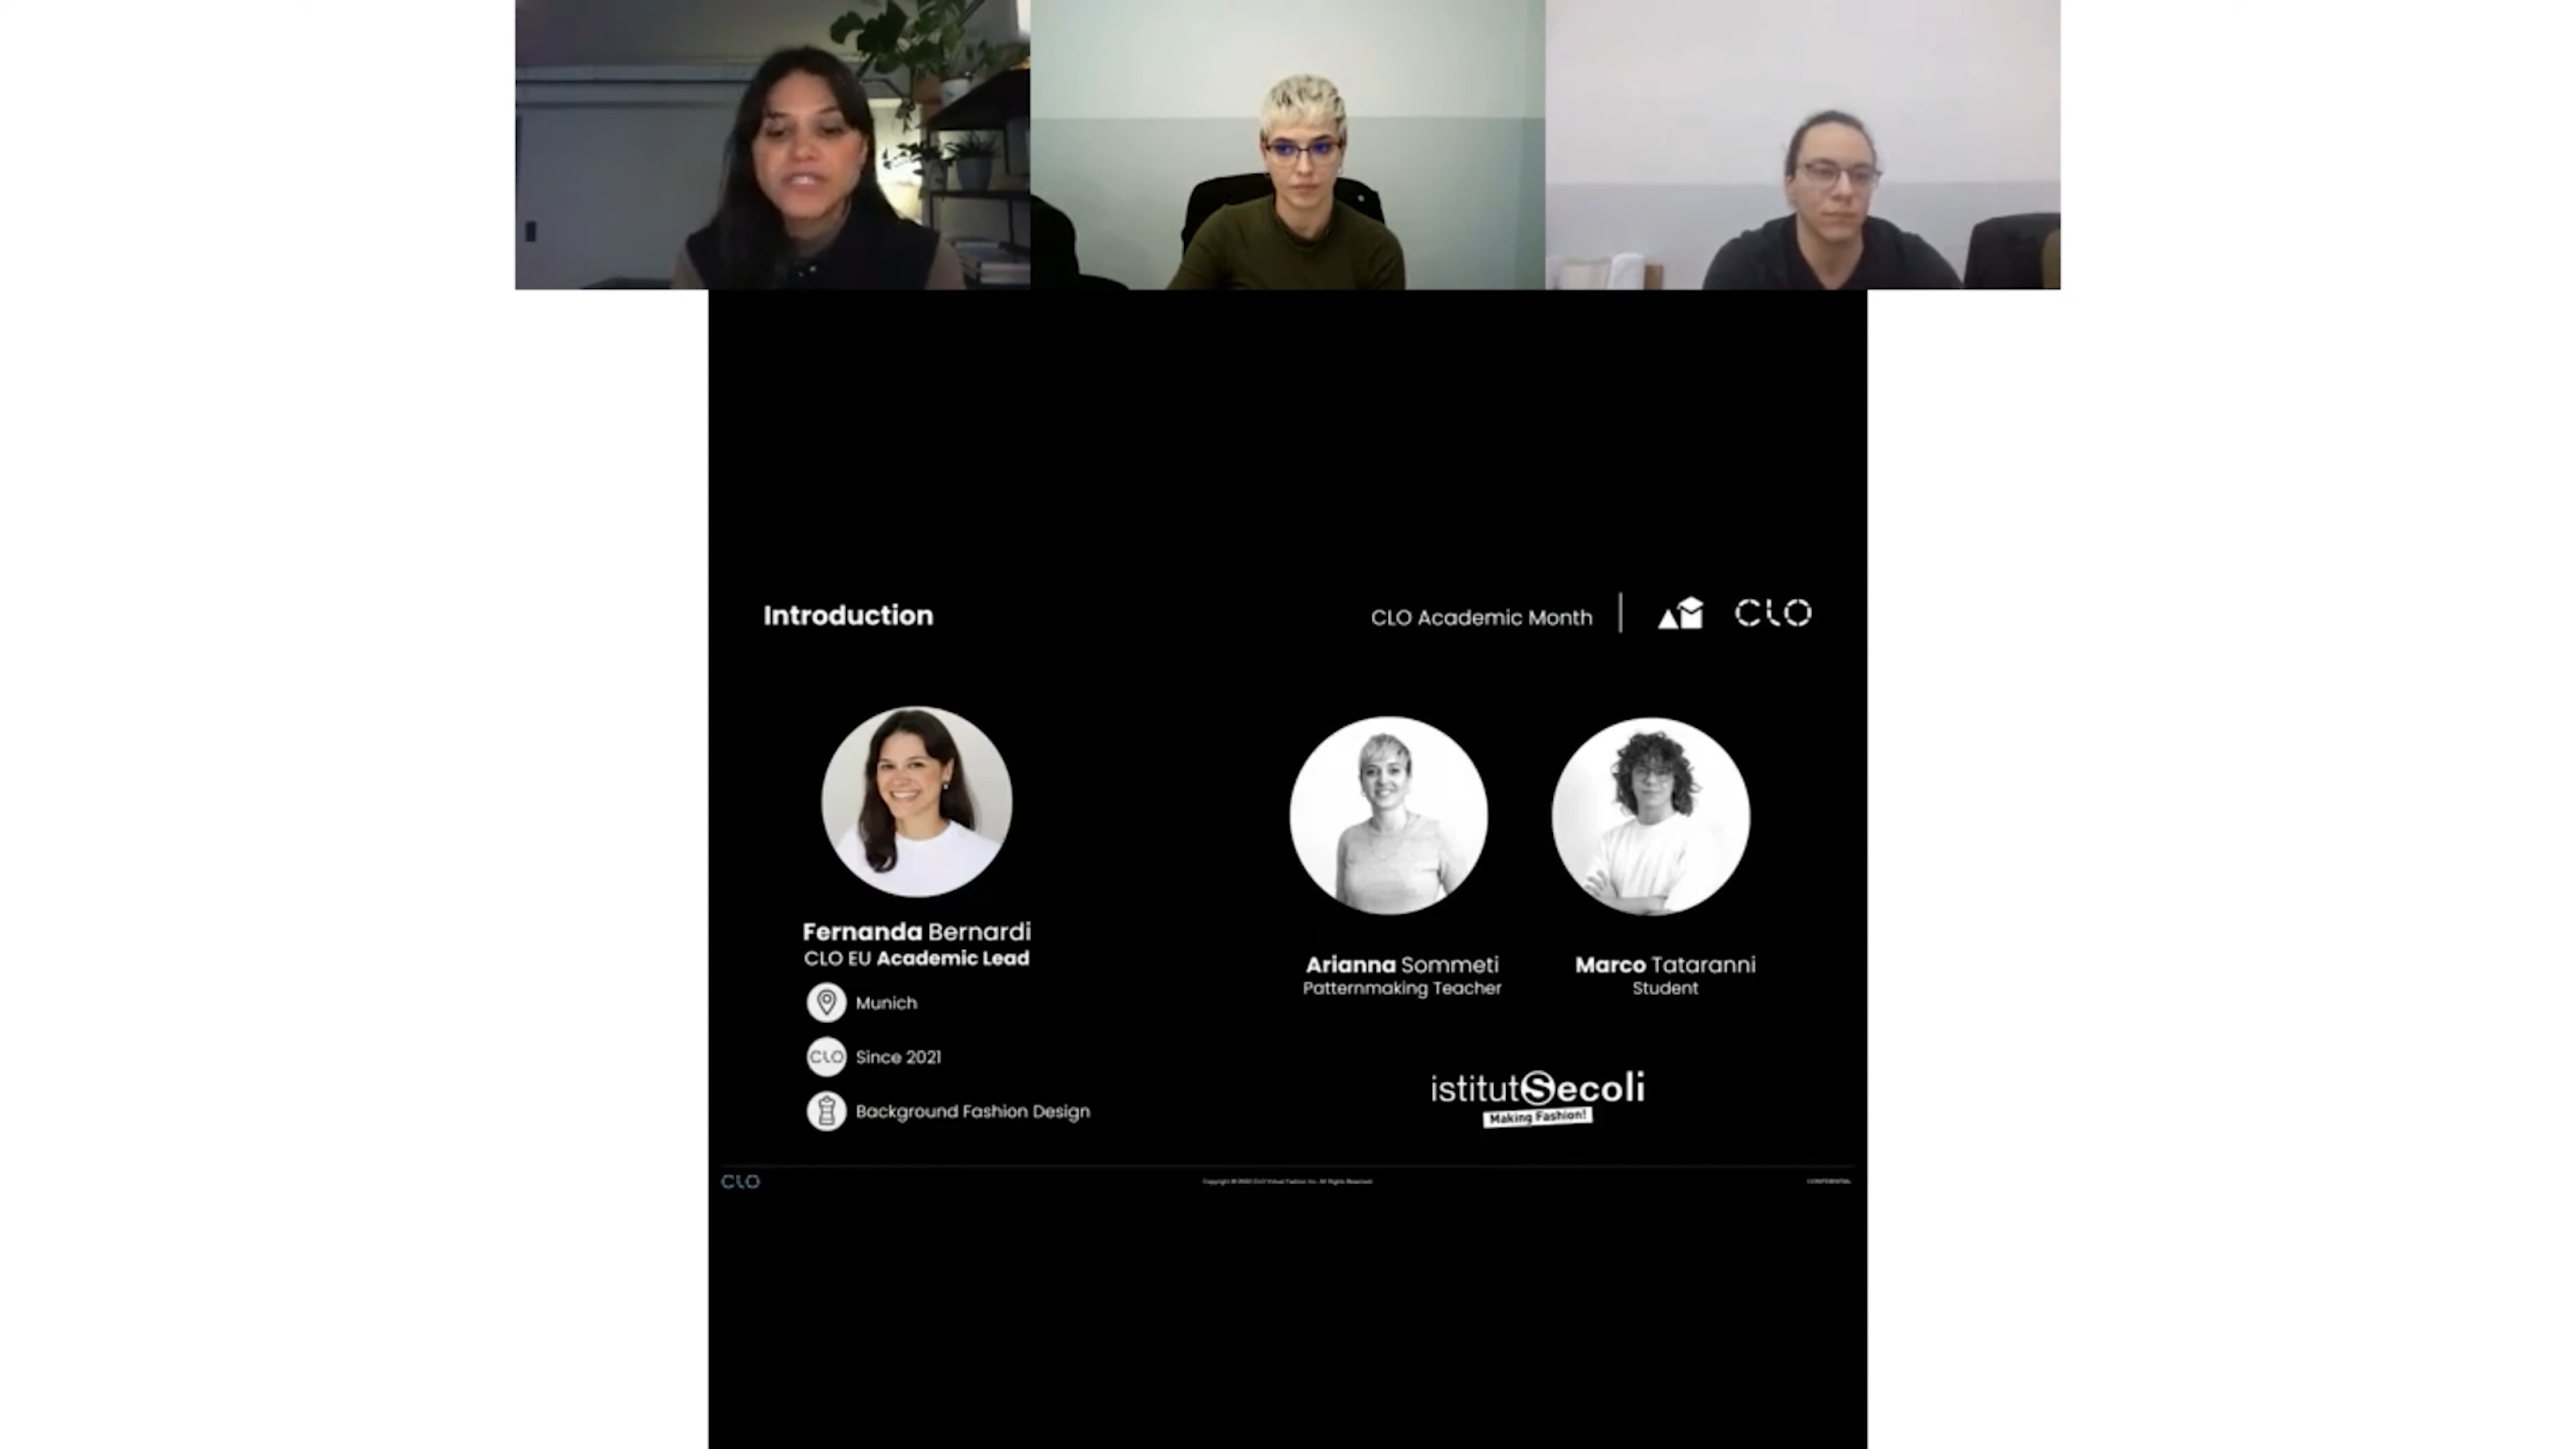 Introduction
CLO Academic Month
CLO
Fernanda Bernardi
CLO EU Academic Lead
Munich
CLO
Since 2021
Background Fashion Design
Arianna Sommeti
Patternmaking Teacher
Marco Tataranni
Student
istitutSecoli
Making Fashion!
CLO
CONFIDENTIAL